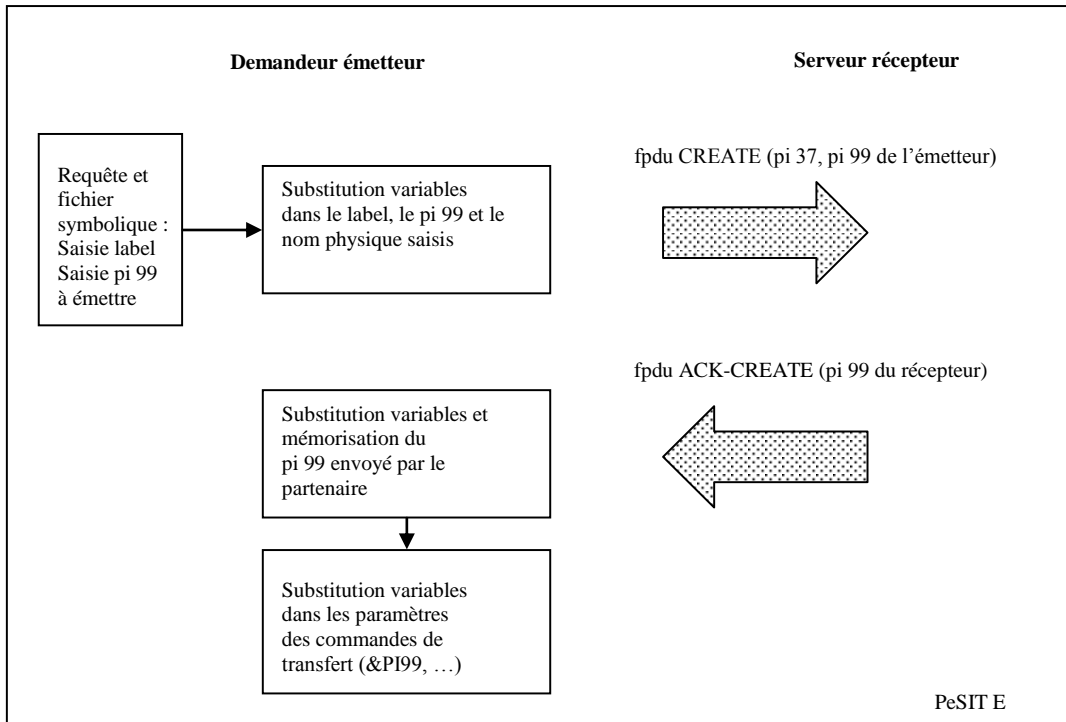 Demandeur émetteur
Serveur récepteur
Requête et
fichier
symbolique :
Saisie label
Saisie pi 99
à émettre
Substitution variables
dans le label, le pi 99 et le
nom physique saisis
fpdu CREATE (pi 37, pi 99 de l’émetteur)
fpdu ACK-CREATE (pi 99 du récepteur)
Substitution variables et
mémorisation du
pi 99 envoyé par le
partenaire
Substitution variables
dans les paramètres
des commandes de
transfert (&PI99, …)
PeSIT E